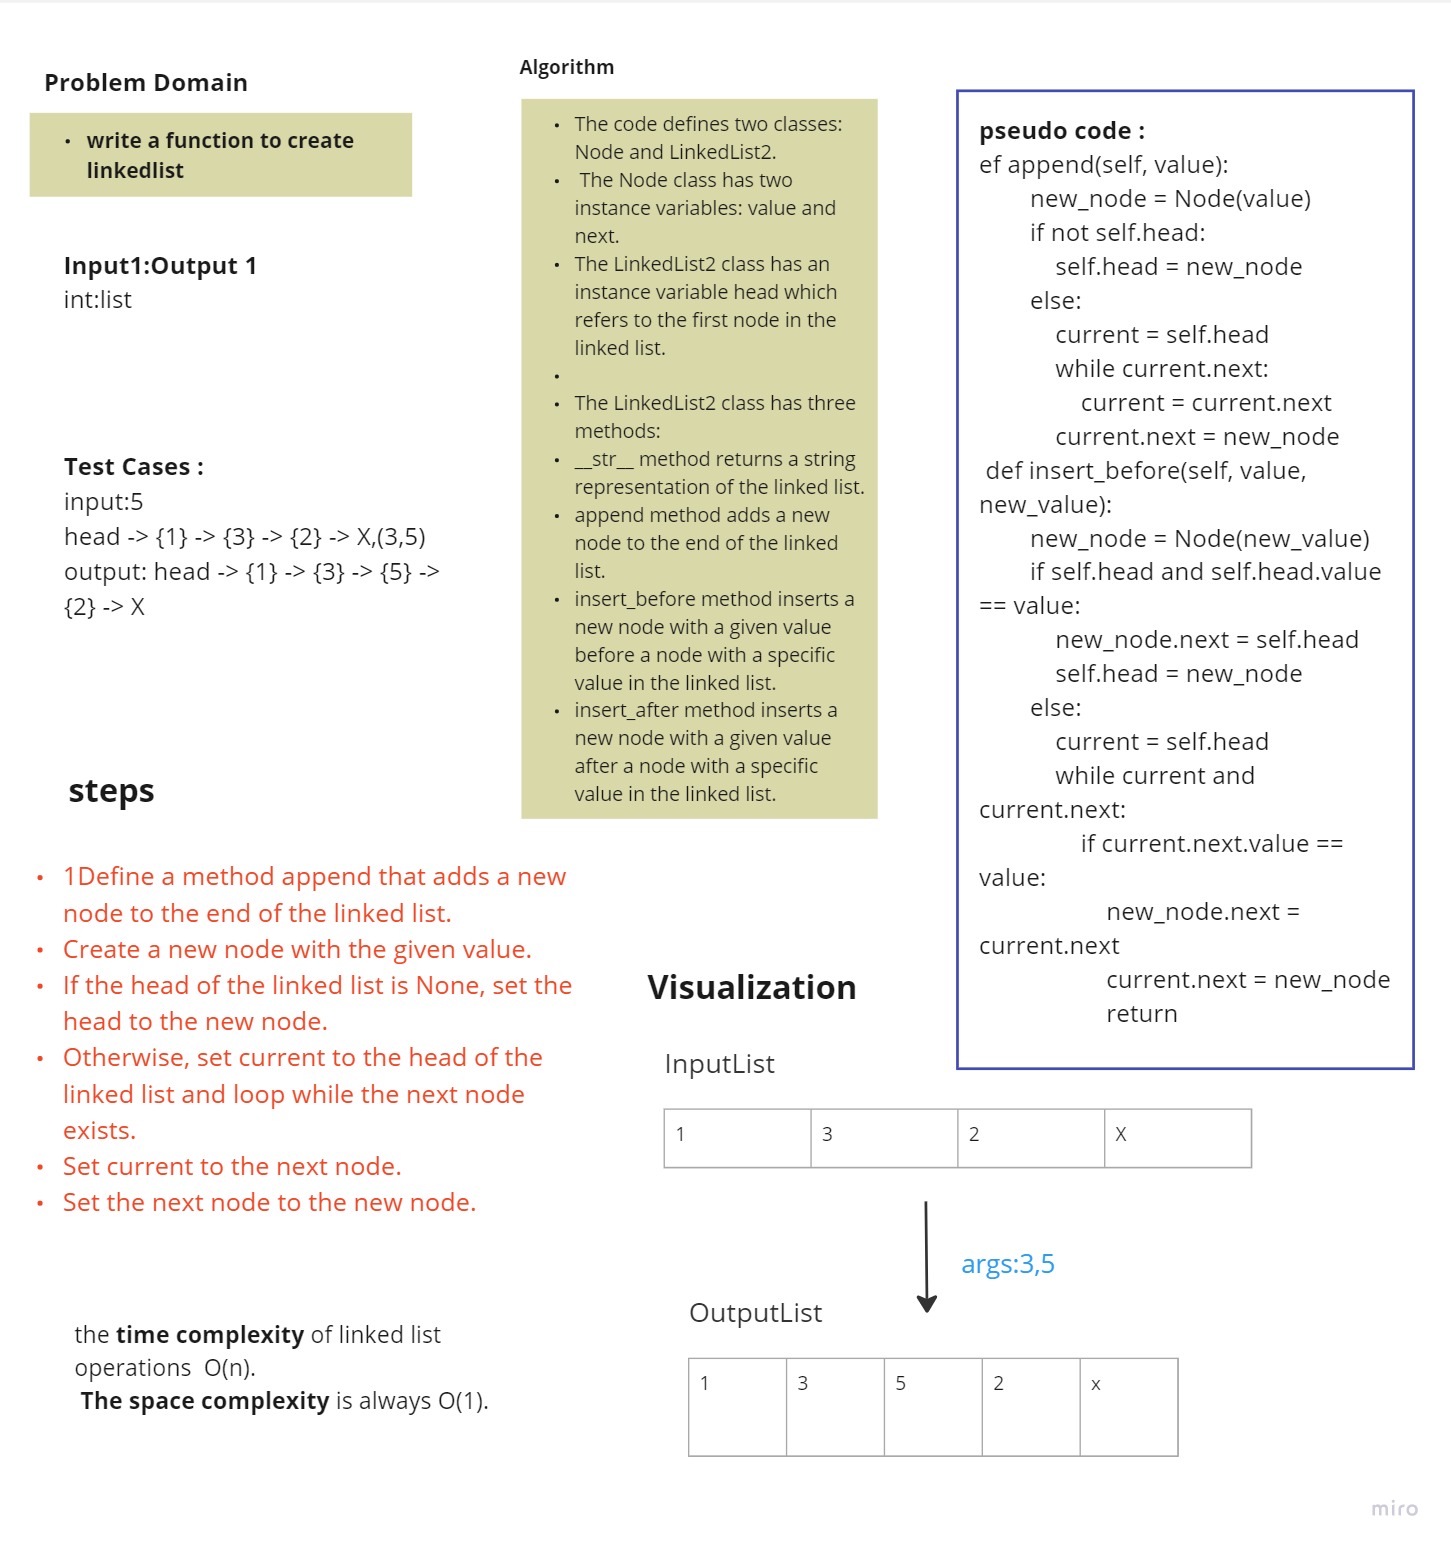 Problem Domain
• write a function to create
linkedlist
Input1:Output 1
int:list
Test Cases :
input:5
head -> {1} -> {3} -> {2} -> X,(3,5)
output: head -> {1} -> {3} -> {5} ->
{2} -> X
steps
• 1Define a method append that adds a new
node to the end of the linked list.
• Create a new node with the given value.
• If the head of the linked list is None, set the
head to the new node.
• Otherwise, set current to the head of the
linked list and loop while the next node
exists.
• Set current to the next node.
• Set the next node to the new node.
the time complexity of linked list
operations  O(n).
The space complexity is always O(1).
Algorithm
• The code defines two classes:
Node and LinkedList2.
• The Node class has two
instance variables: value and
next.
• The LinkedList2 class has an
instance variable head which
refers to the first node in the
linked list.
•
• The LinkedList2 class has three
methods:
• __str__ method returns a string
representation of the linked list.
• append method adds a new
node to the end of the linked
list.
• insert_before method inserts a
new node with a given value
before a node with a specific
value in the linked list.
• insert_after method inserts a
new node with a given value
after a node with a specific
value in the linked list.
pseudo code :
ef append(self, value):
new_node = Node(value)
if not self.head:
self.head = new_node
else:
current = self.head
while current.next:
current = current.next
current.next = new_node
def insert_before(self, value,
new_value):
new_node = Node(new_value)
if self.head and self.head.value
== value:
new_node.next = self.head
self.head = new_node
else:
current = self.head
while current and
current.next:
if current.next.value ==
value:
new_node.next =
current.next
current.next = new_node
return
Visualization
InputList
1 3 2 X
args:3,5
OutputList
1 3 5 2 x
miro